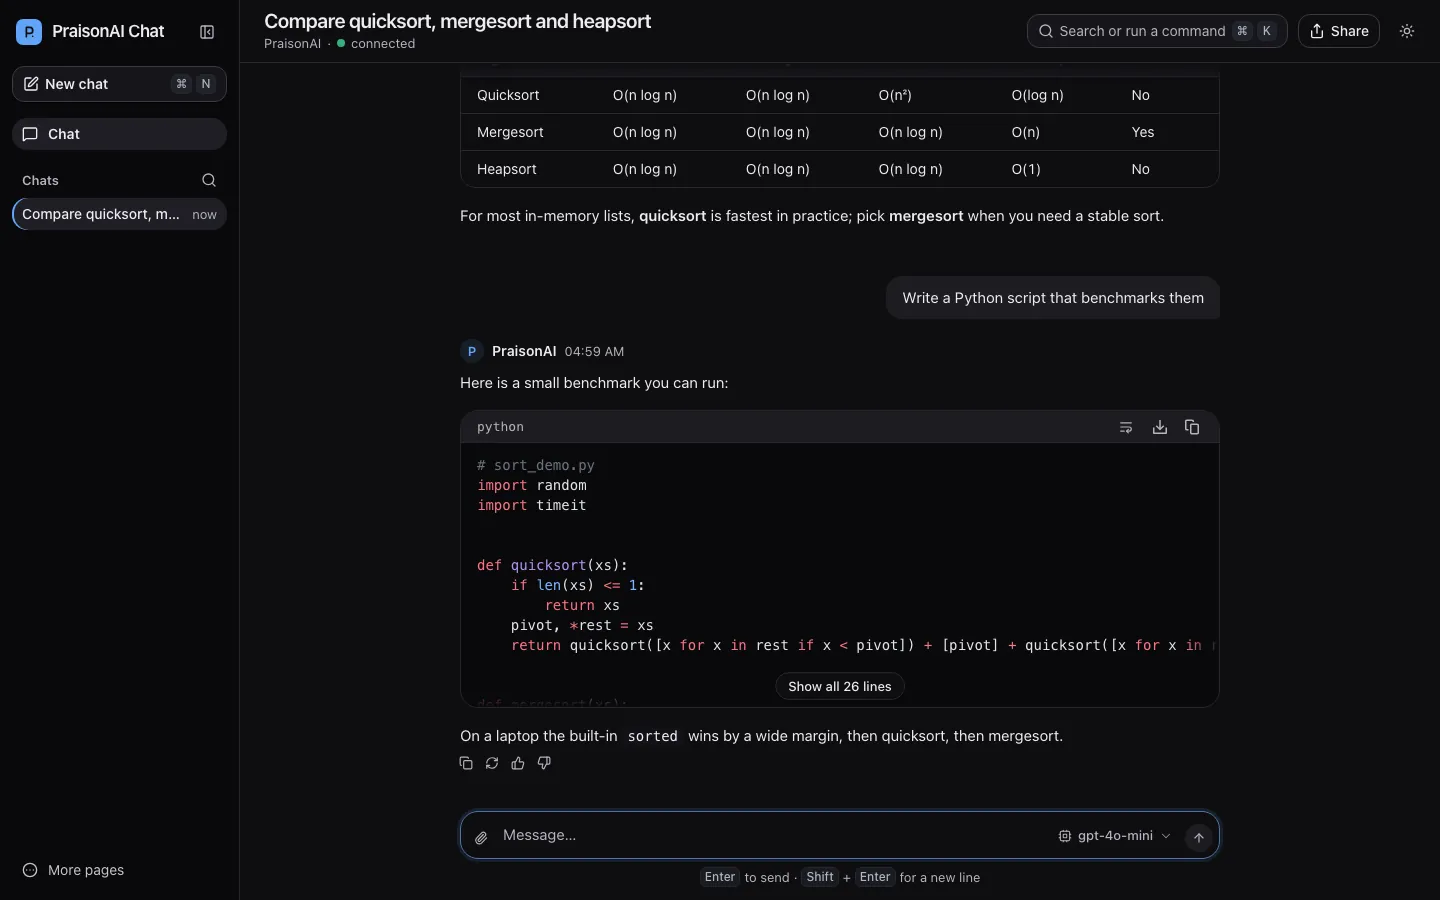 P. PraisonAI Chat
New chat ⌘ N
Chat
Chats
Compare quicksort, m... now
More pages
Compare quicksort, mergesort and heapsort
PraisonAI · connected
Search or run a command ⌘ K
Share
Quicksort O(n log n) O(n log n) O(n²) O(log n) No
Mergesort O(n log n) O(n log n) O(n log n) O(n) Yes
Heapsort O(n log n) O(n log n) O(n log n) O(1) No
For most in-memory lists, quicksort is fastest in practice; pick mergesort when you need a stable sort.
Write a Python script that benchmarks them
P PraisonAI 04:59 AM
Here is a small benchmark you can run:
python
# sort_demo.py
import random
import timeit
def quicksort(xs):
    if len(xs) <= 1:
        return xs
    pivot, *rest = xs
    return quicksort([x for x in rest if x < pivot]) + [pivot] + quicksort([x for x in
def mergesort(xs):
Show all 26 lines
On a laptop the built-in sorted wins by a wide margin, then quicksort, then mergesort.
Message...
gpt-4o-mini
Enter to send · Shift + Enter for a new line